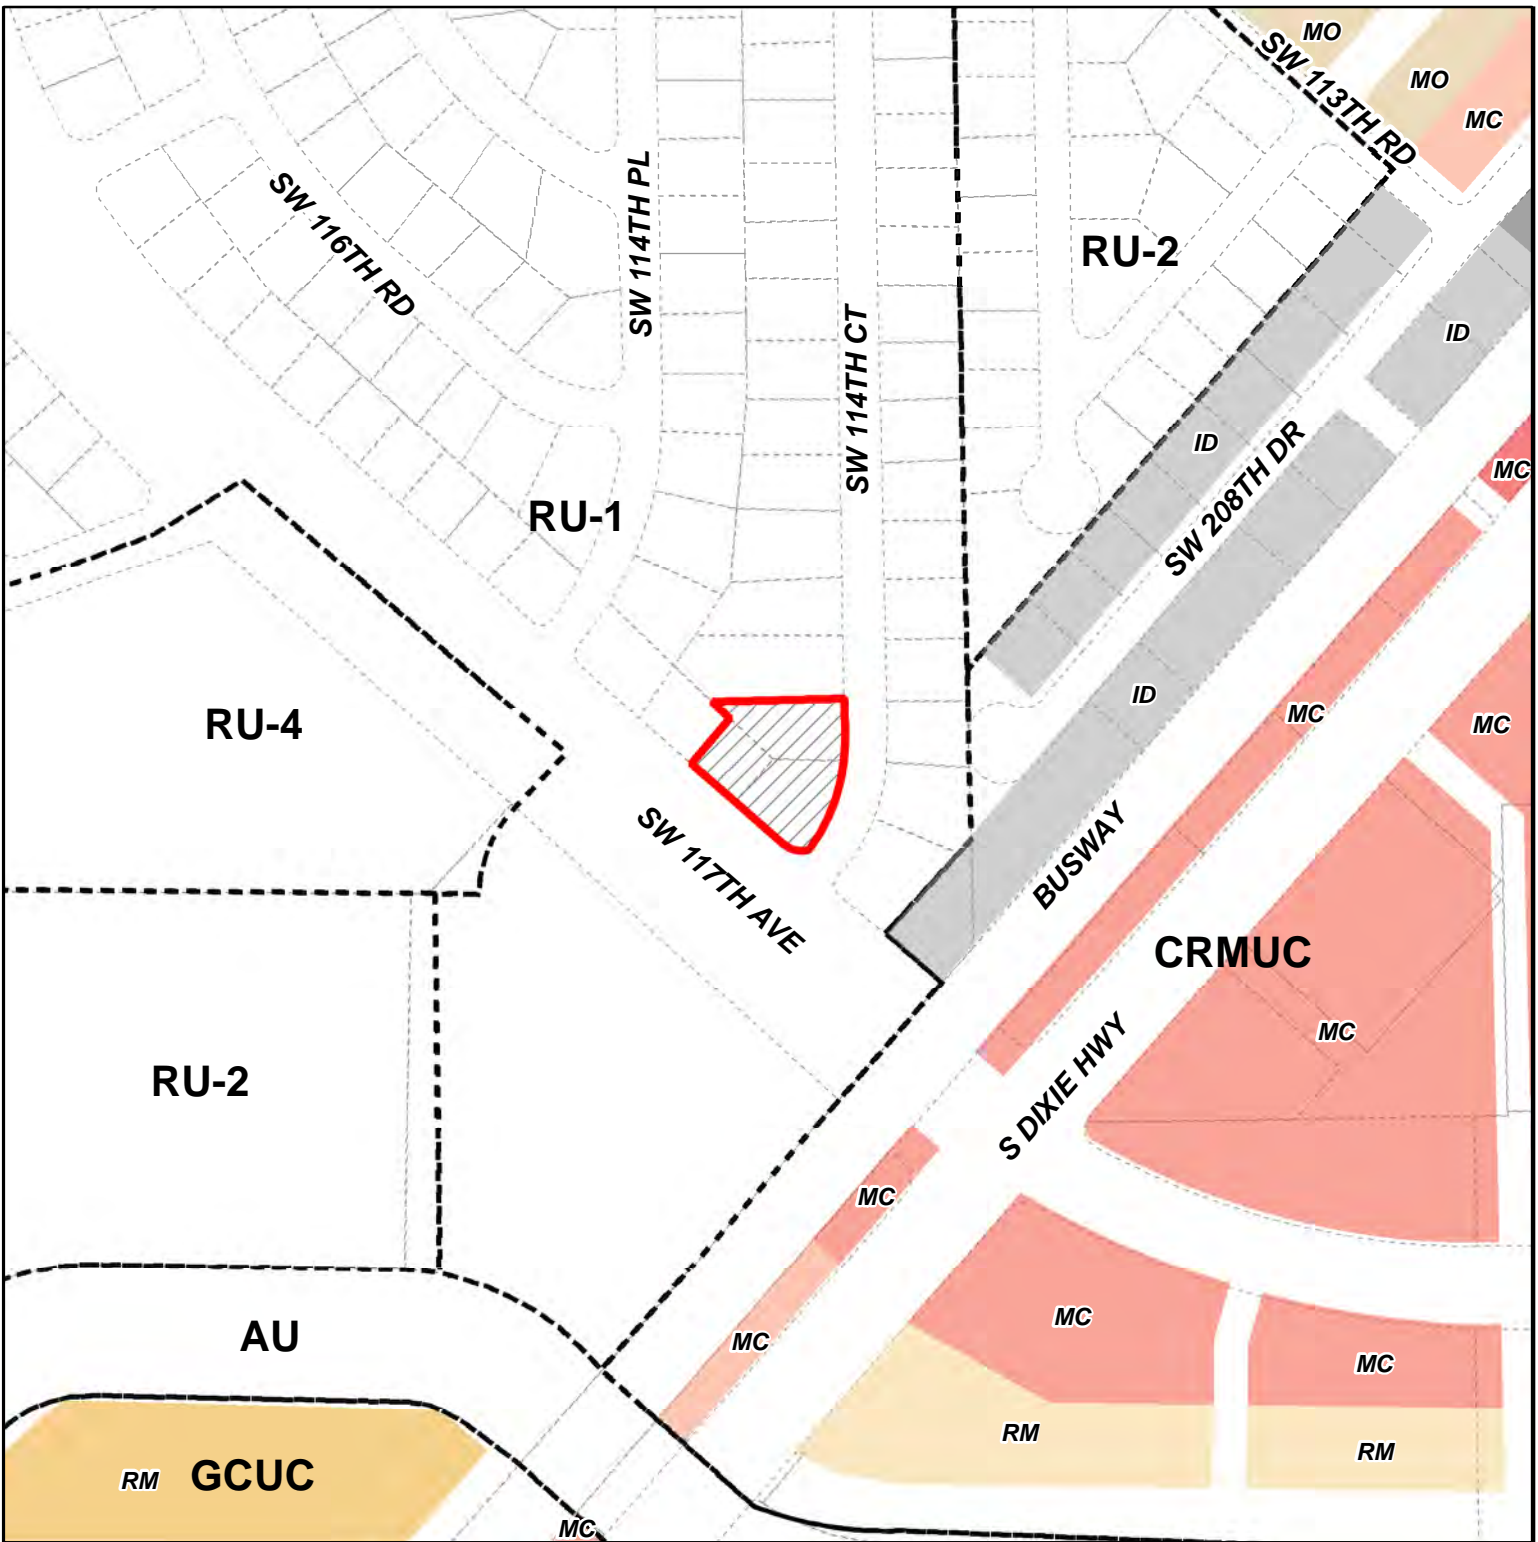 MO
SW 113TH RD
MO
MC
SW 116TH RD
SW 114TH PL
RU-2
SW 114TH CT
ID
ID
SW 208TH DR
MC
RU-1
RU-4
ID
MC
MC
SW 117TH AVE
BUSWAY
CRMUC
MC
S DIXIE HWY
RU-2
MC
MC
MC
MC
AU
RM
RM
RM
GCUC
MC